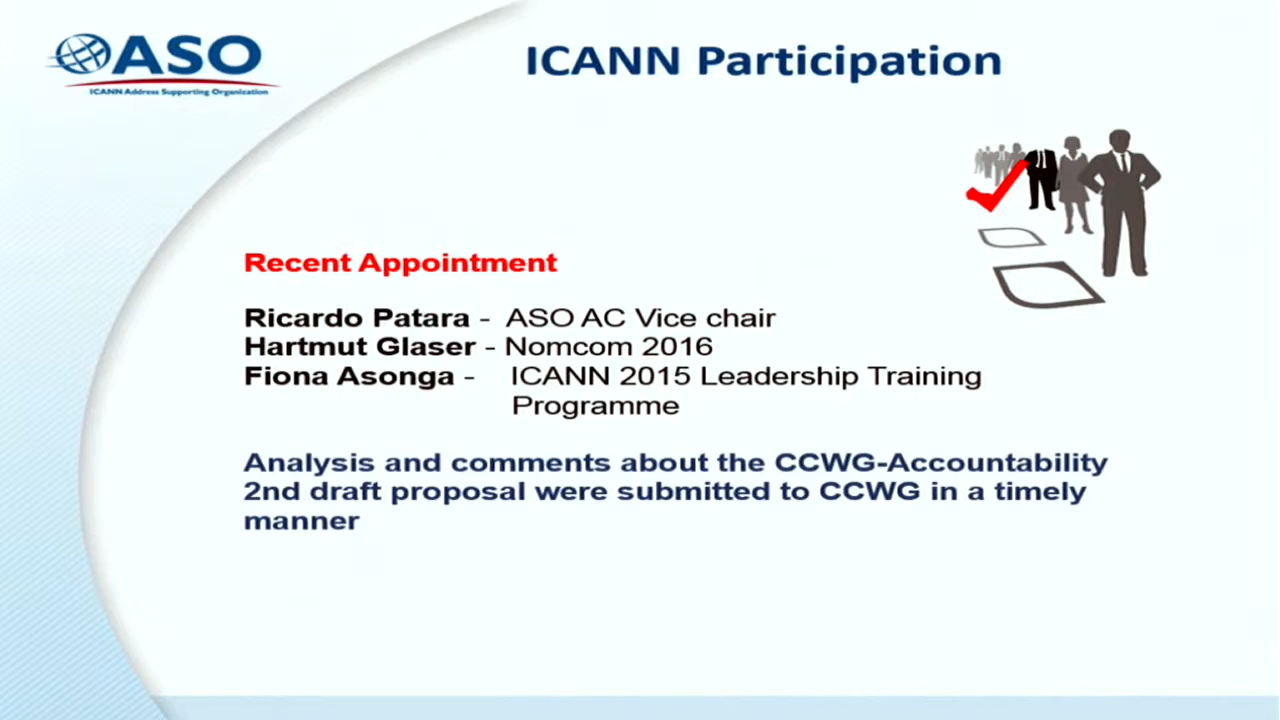 ASO
ICANN Address Supporting Organization
ICANN Participation
Recent Appointment
Ricardo Patara - ASO AC Vice chair
Hartmut Glaser - Nomcom 2016
Fiona Asonga - ICANN 2015 Leadership Training
Programme
Analysis and comments about the CCWG-Accountability
2nd draft proposal were submitted to CCWG in a timely
manner